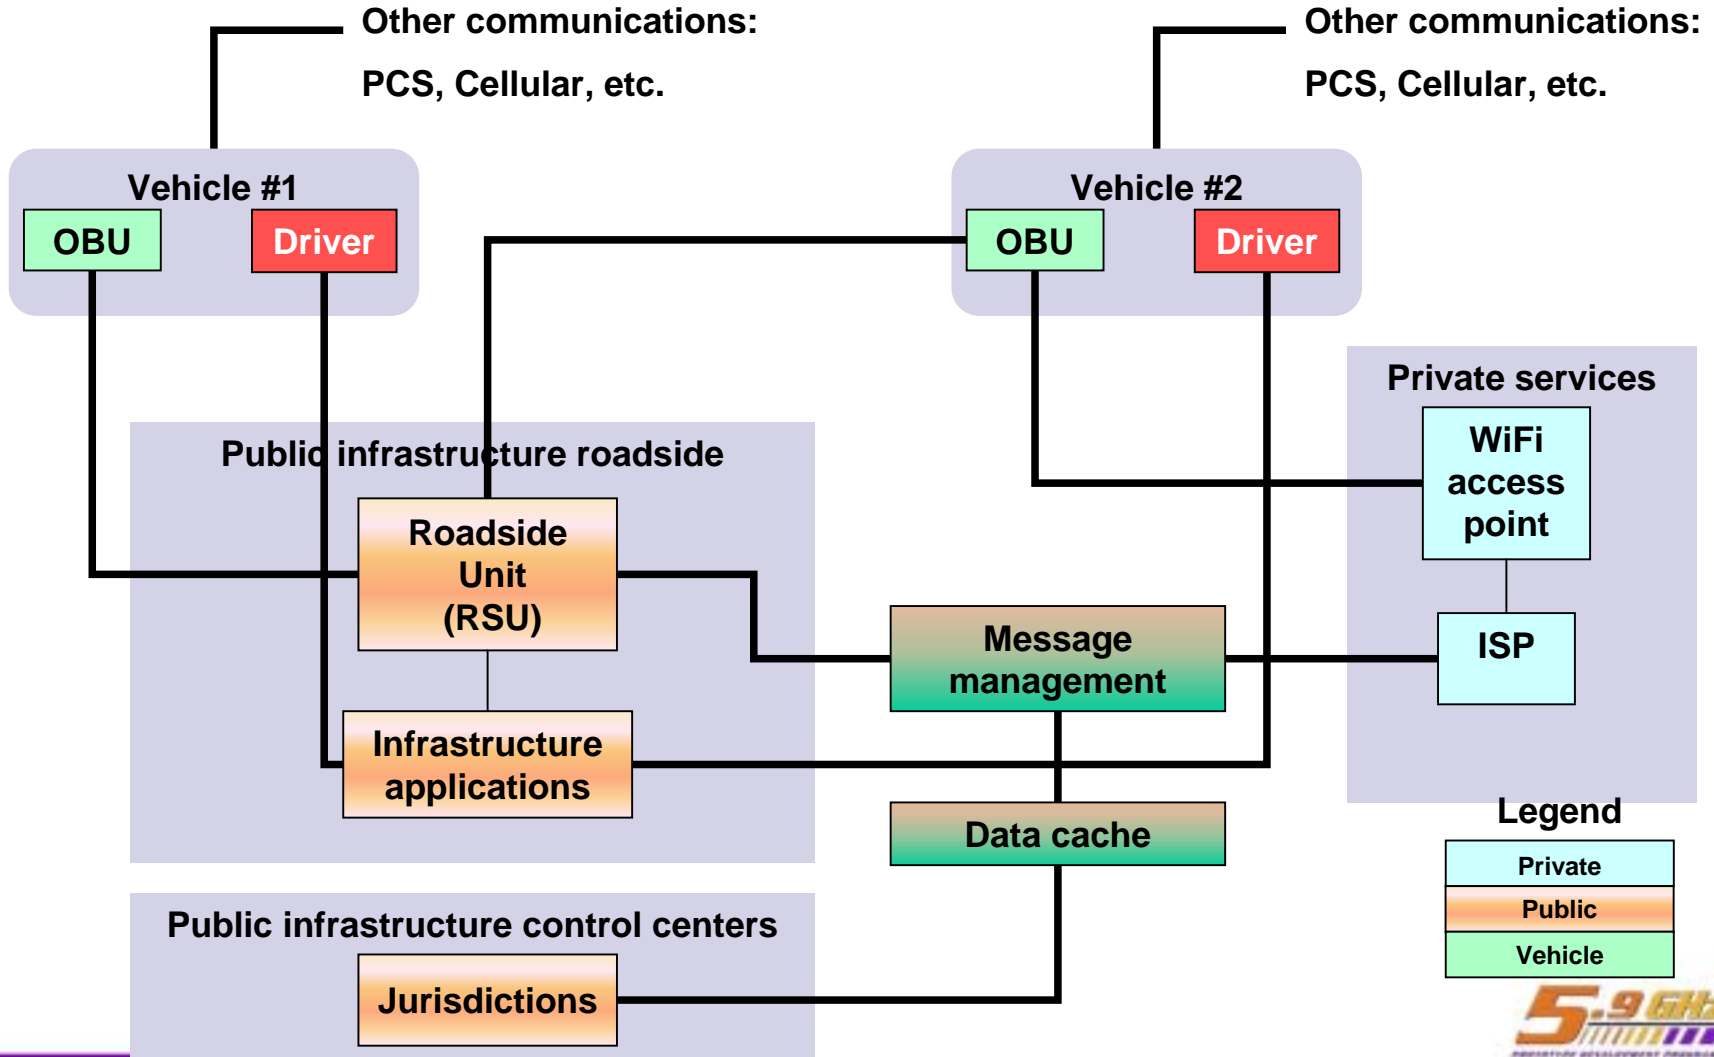 Other communications:
PCS, Cellular, etc.
Other communications:
PCS, Cellular, etc.
Vehicle #1
OBU
Driver
Vehicle #2
OBU
Driver
Private services
WiFi
access
point
ISP
Public infrastructure roadside
Roadside
Unit
(RSU)
Infrastructure
applications
Message
management
Data cache
Public infrastructure control centers
Jurisdictions
Legend
Private
Public
Vehicle
5.9 GHz